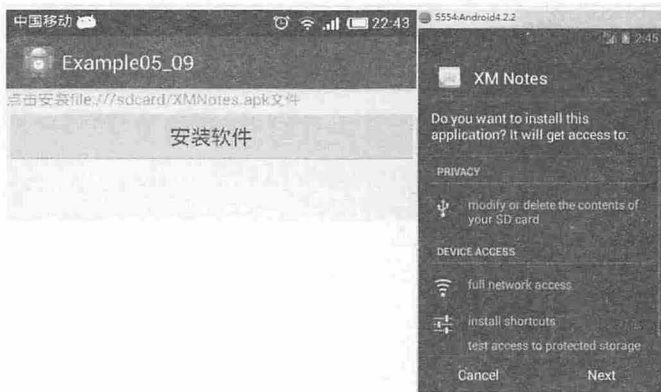 中国移动 22:43
Example05_09
点击安装file:///sdcard/XMNotes.apk文件
安装软件
5554:Android4.2.2
2:45
XM Notes
Do you want to install this
application? It will get access to:
PRIVACY
modify or delete the contents of
your SD card
DEVICE ACCESS
full network access
install shortcuts
test access to protected storage
Cancel Next